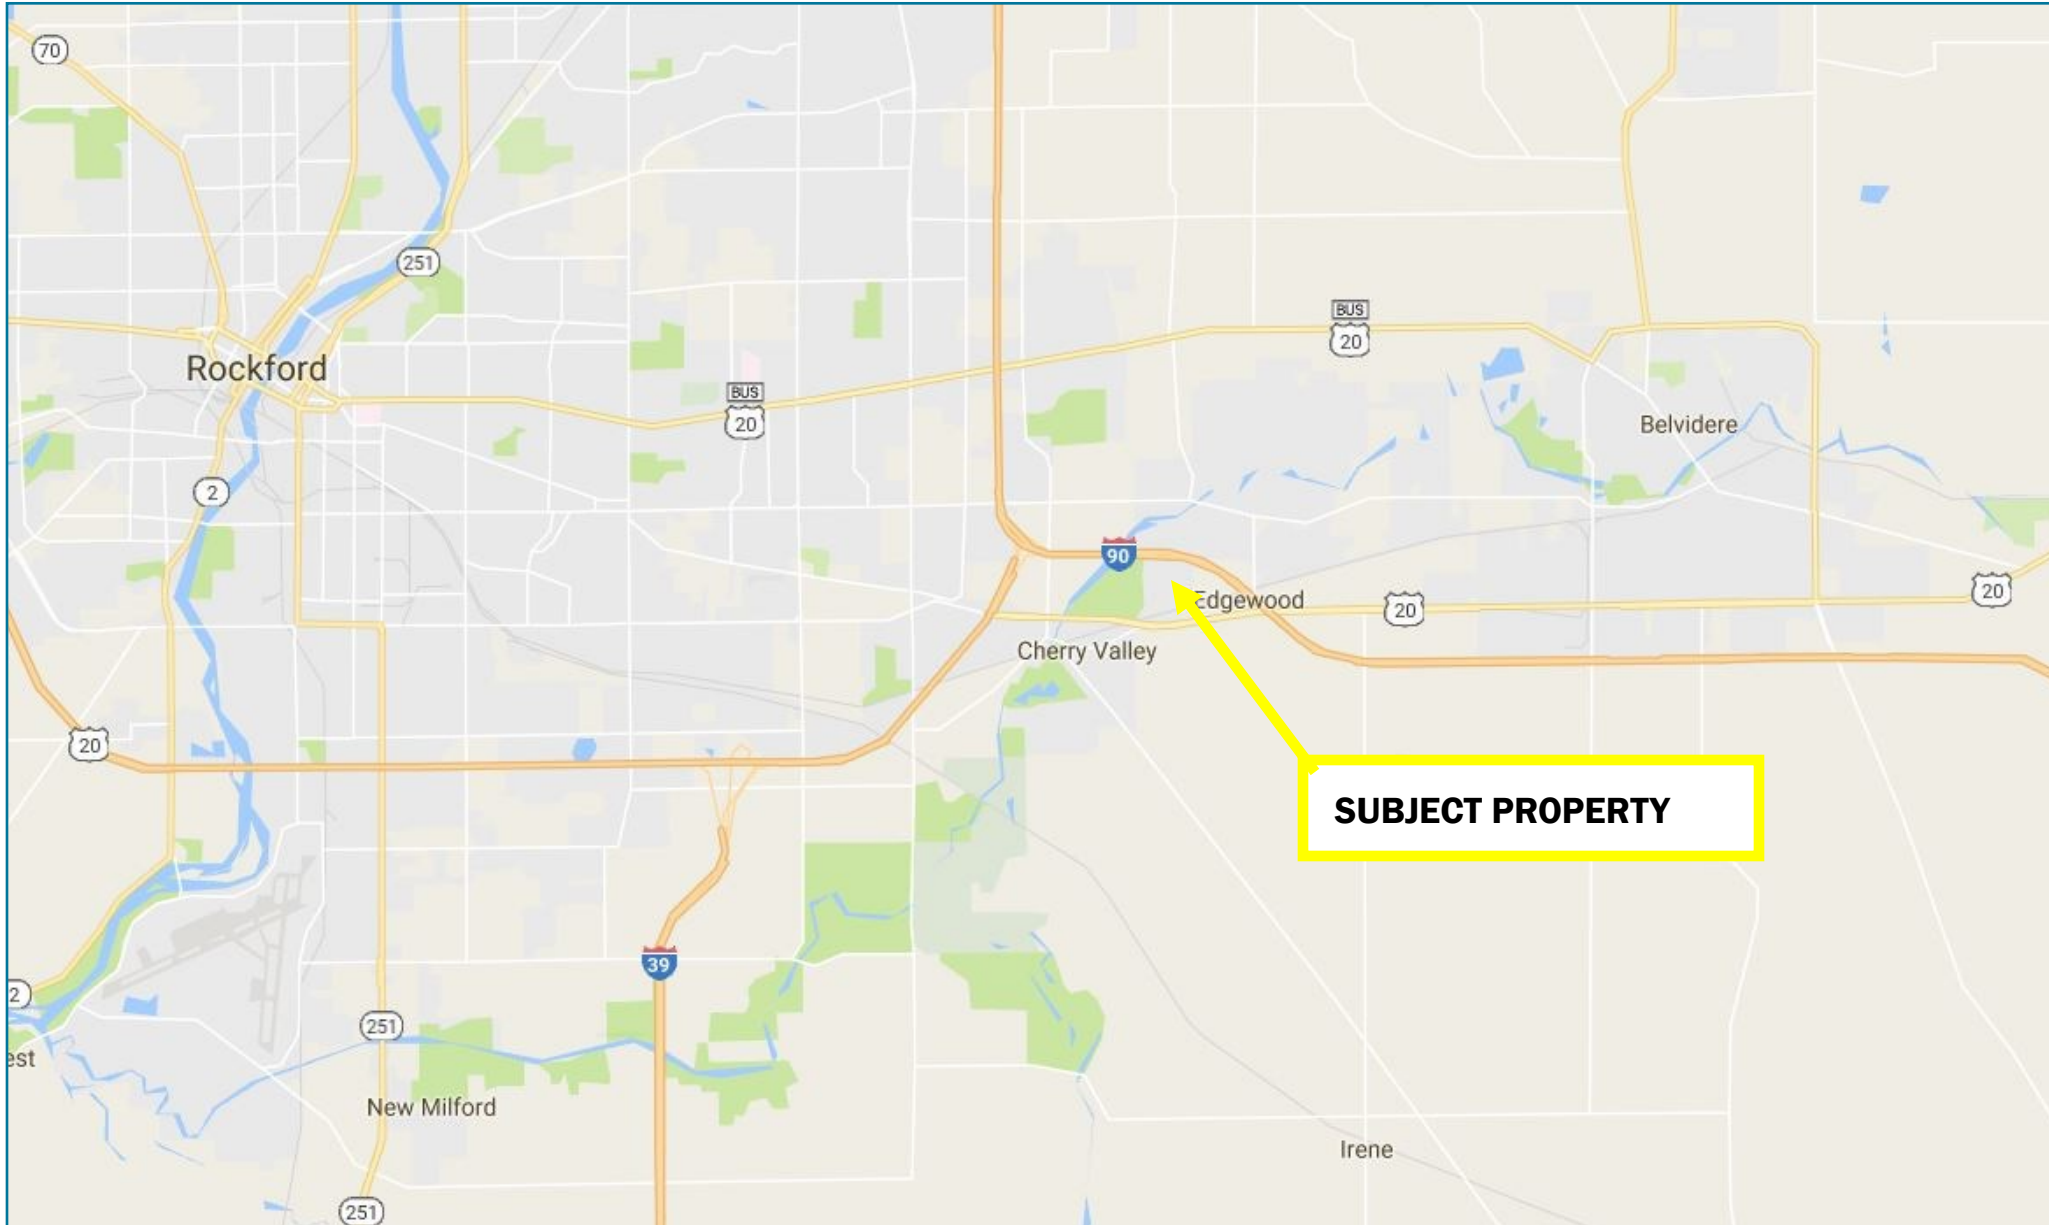 70
251
BUS
20
Rockford
BUS
20
Belvidere
2
90
Edgewood
20
20
Cherry Valley
20
SUBJECT PROPERTY
39
2
251
est
New Milford
Irene
251